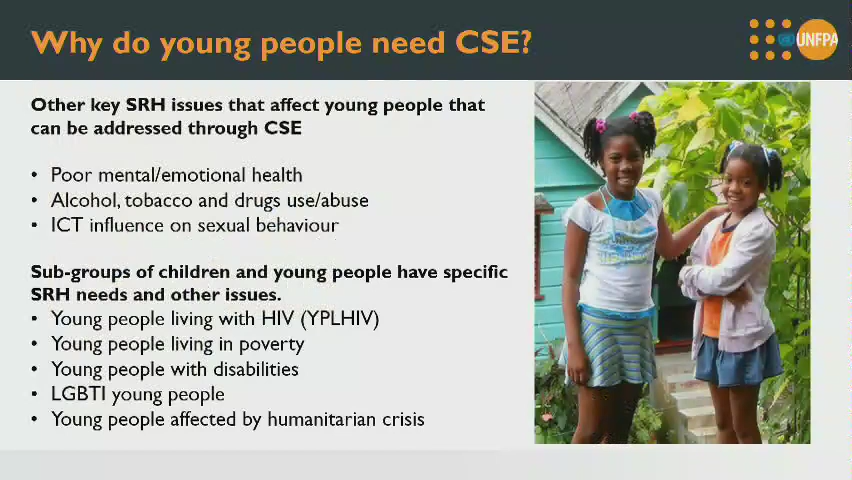 Why do young people need CSE?
UNFPA
Other key SRH issues that affect young people that
can be addressed through CSE
• Poor mental/emotional health
• Alcohol, tobacco and drugs use/abuse
• ICT influence on sexual behaviour
Sub-groups of children and young people have specific
SRH needs and other issues.
• Young people living with HIV (YPLHIV)
• Young people living in poverty
• Young people with disabilities
• LGBTI young people
• Young people affected by humanitarian crisis